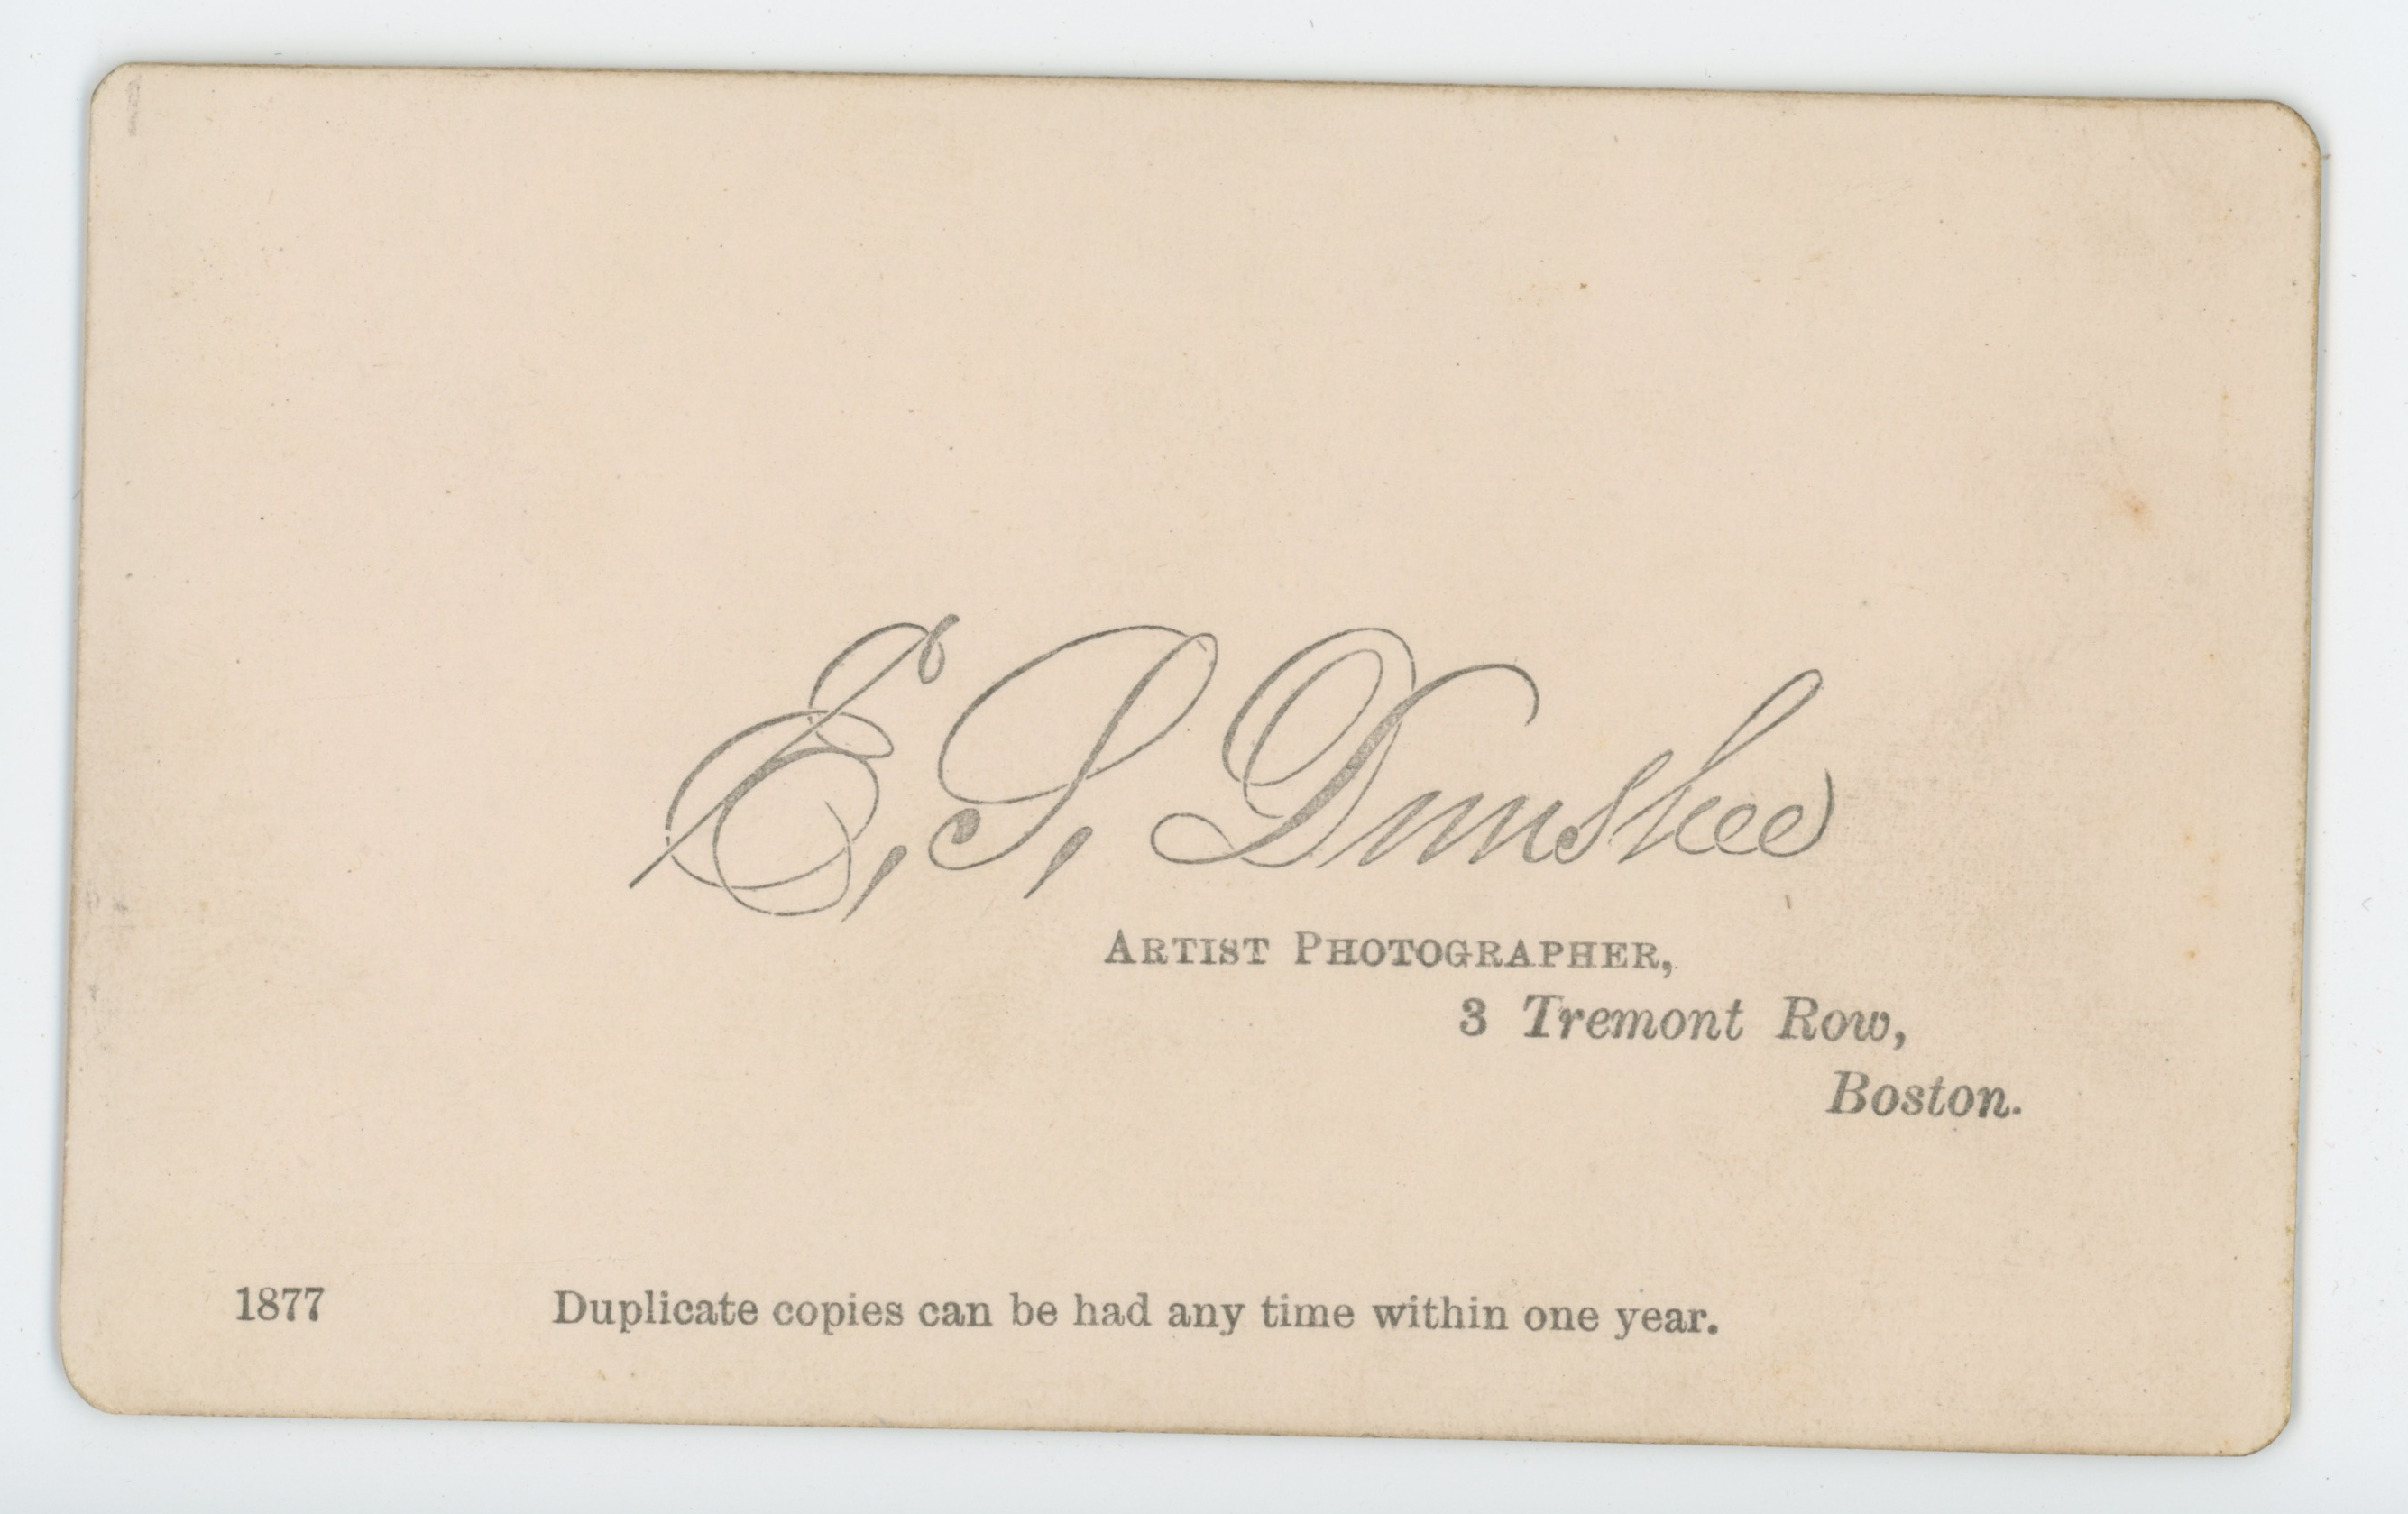 E. S. Dunshee
ARTIST PHOTOGRAPHER,
3 Tremont Row,
Boston.
1877 Duplicate copies can be had any time within one year.